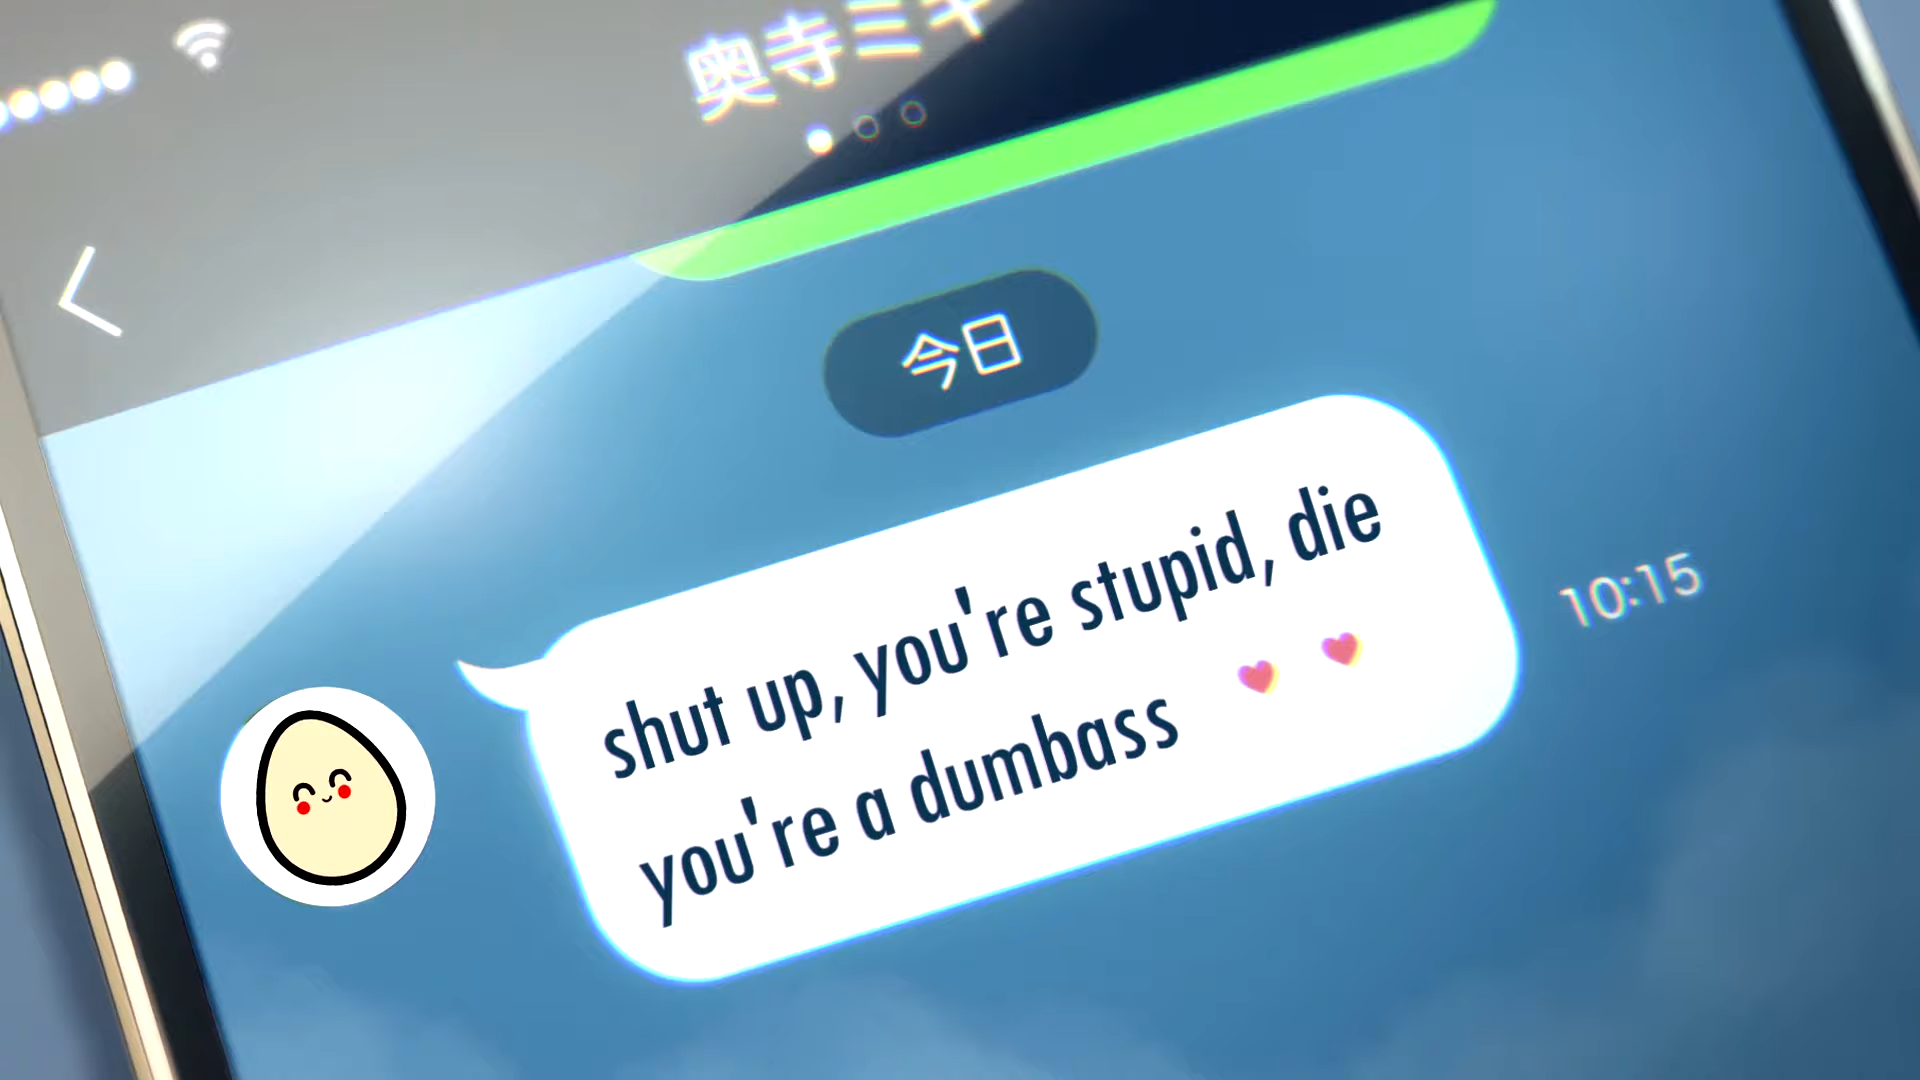 奥寺ミキ
今日
shut up, you're stupid, die
you're a dumbass
10:15